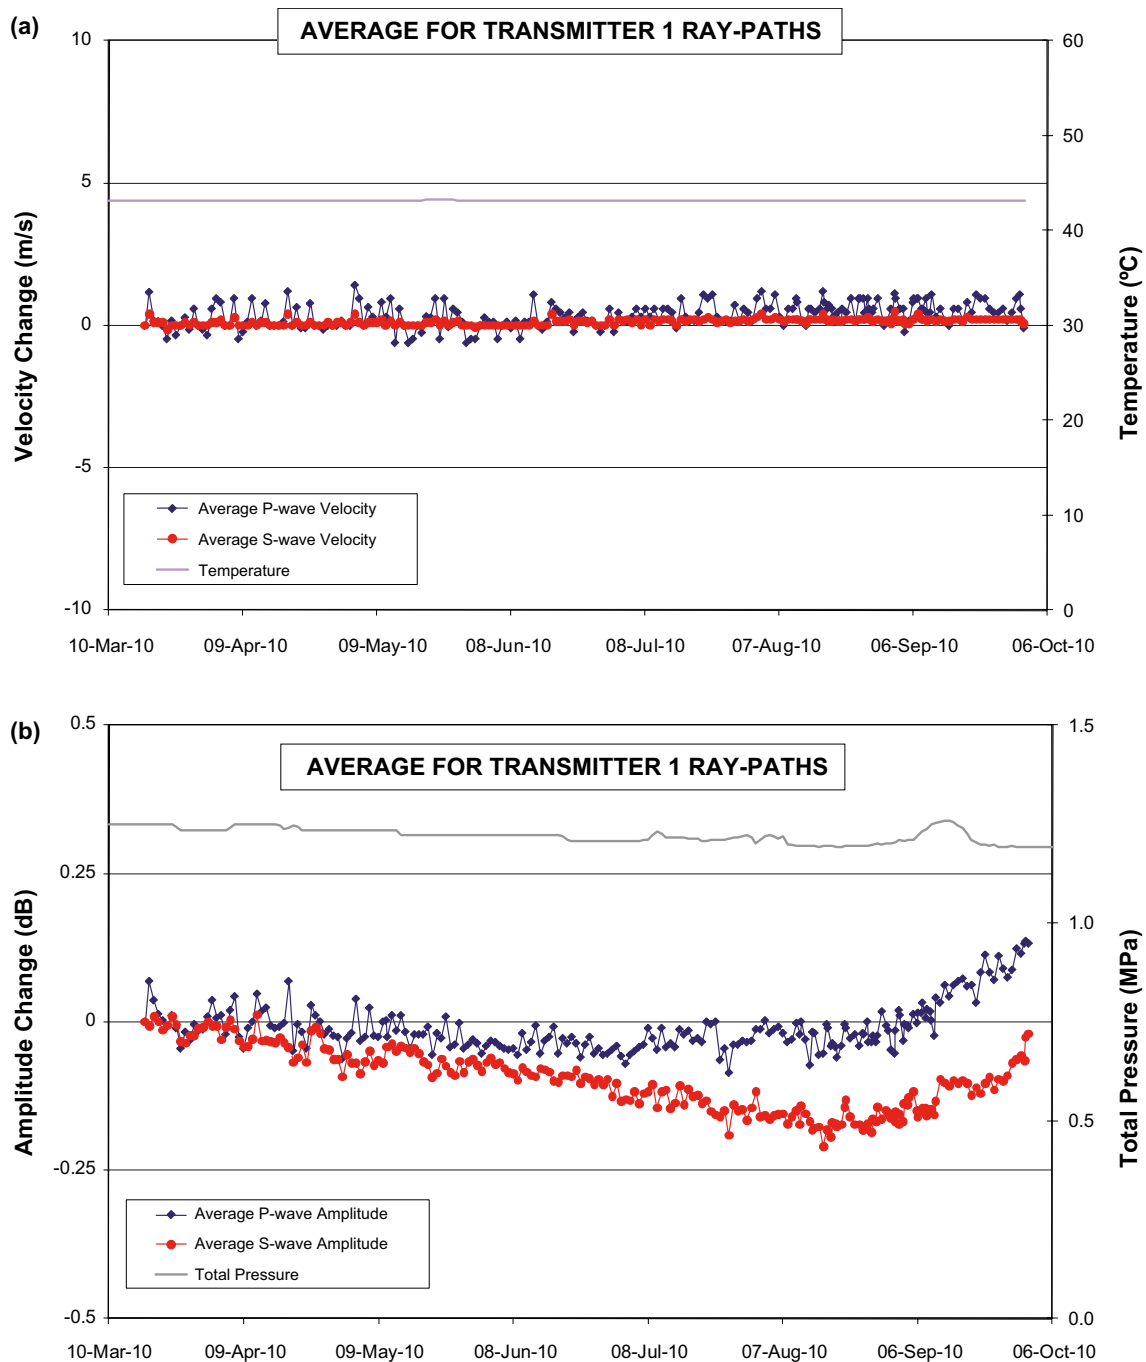 (a)
AVERAGE FOR TRANSMITTER 1 RAY-PATHS
10
5
0
-5
-10
Velocity Change (m/s)
60
50
40
30
20
10
0
Temperature (ºC)
Average P-wave Velocity
Average S-wave Velocity
Temperature
10-Mar-10 09-Apr-10 09-May-10 08-Jun-10 08-Jul-10 07-Aug-10 06-Sep-10 06-Oct-10
(b)
AVERAGE FOR TRANSMITTER 1 RAY-PATHS
0.5
0.25
0
-0.25
-0.5
Amplitude Change (dB)
1.5
1.0
0.5
0.0
Total Pressure (MPa)
Average P-wave Amplitude
Average S-wave Amplitude
Total Pressure
10-Mar-10 09-Apr-10 09-May-10 08-Jun-10 08-Jul-10 07-Aug-10 06-Sep-10 06-Oct-10